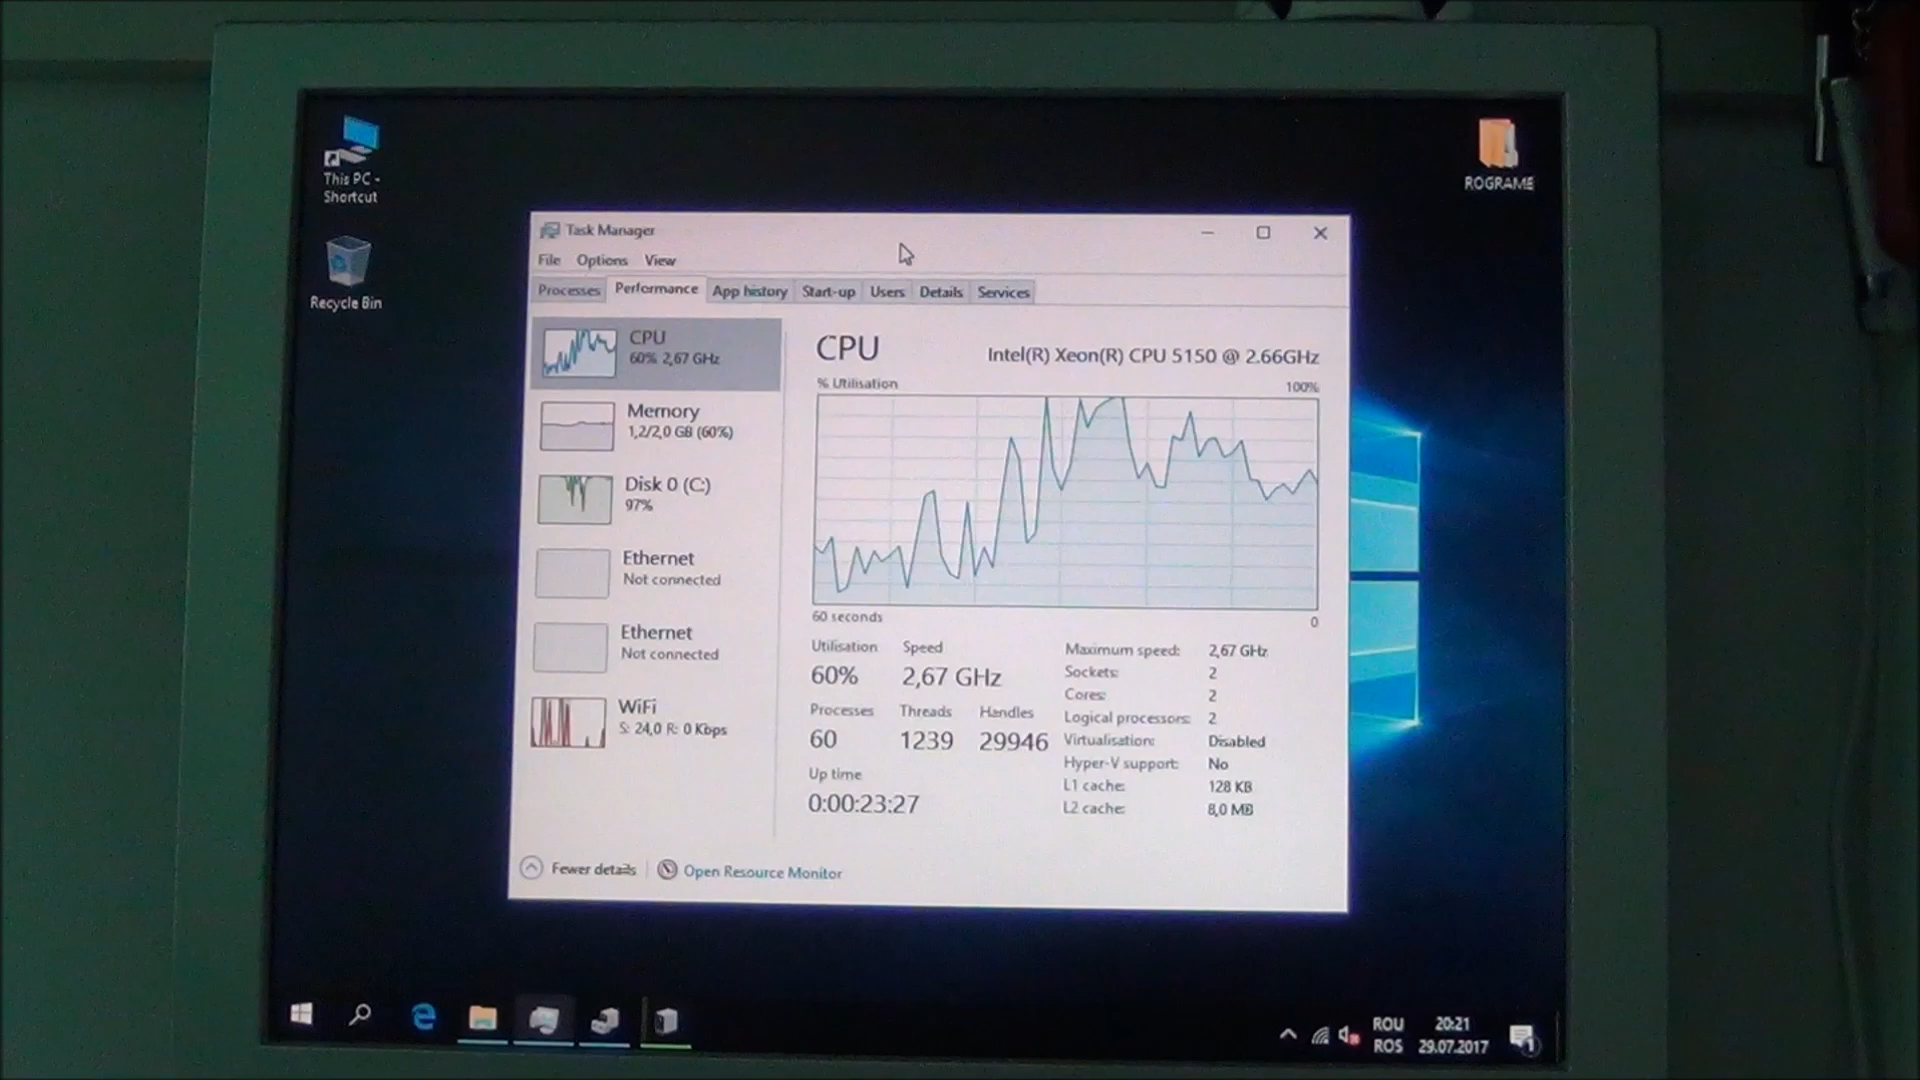 This PC -
Shortcut
Recycle Bin
ROGRAME
Task Manager
File Options View
Processes Performance App history Start-up Users Details Services
CPU
60% 2,67 GHz
Memory
1,2/2,0 GB (60%)
Disk 0 (C:)
97%
Ethernet
Not connected
Ethernet
Not connected
WiFi
S: 24,0 R: 0 Kbps
CPU Intel(R) Xeon(R) CPU 5150 @ 2.66GHz
% Utilisation 100%
60 seconds 0
Utilisation Speed
60% 2,67 GHz
Processes Threads Handles
60 1239 29946
Up time
0:00:23:27
Maximum speed: 2,67 GHz
Sockets: 2
Cores: 2
Logical processors: 2
Virtualisation: Disabled
Hyper-V support: No
L1 cache: 128 KB
L2 cache: 8,0 MB
Fewer details Open Resource Monitor
ROU 20:21
ROS 29.07.2017
1